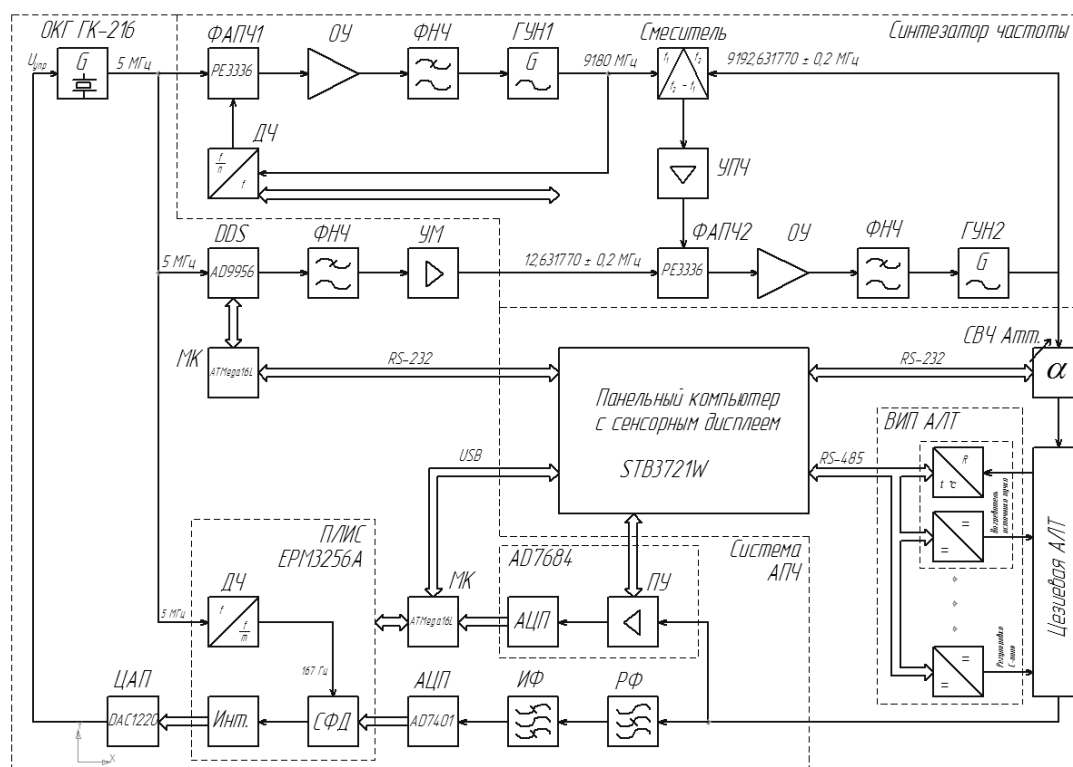 ОКГ ГК-216
Uупр
G
5 МГц
ФАПЧ1
PE3336
ОУ
ФНЧ
ГУН1
G
9180 МГц
Смеситель
f₁ f₂
f₂ - f₁
9192,631770 ± 0,2 МГц
Синтезатор частоты
ДЧ
f/n
f
УПЧ
DDS
5 МГц
AD9956
ФНЧ
УМ
12,631770 ± 0,2 МГц
ФАПЧ2
PE3336
ОУ
ФНЧ
ГУН2
G
МК
ATMega16L
RS-232
Панельный компьютер
с сенсорным дисплеем
STB3721W
RS-232
СВЧ Атт.
α
ВИП АЛТ
RS-485
R
t °C
=
=
=
=
Цезиевая АЛТ
USB
ПЛИС
EPM3256A
ДЧ
f
f/m
5 МГц
167 Гц
МК
ATMega16L
AD7684
АЦП
ПУ
Система
АПЧ
ЦАП
DAC1220
Инт.
СФД
АЦП
AD7401
ИФ
РФ
Y
X